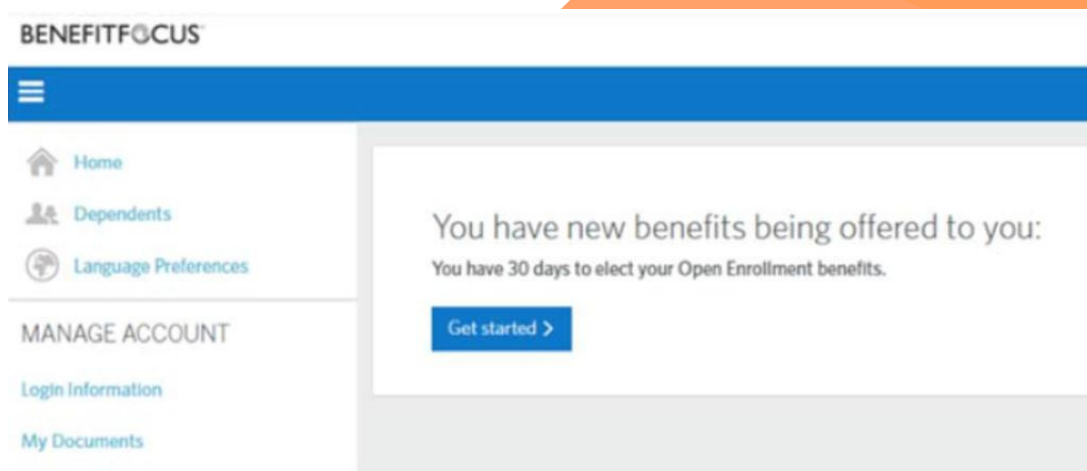 BENEFITFOCUS
Home
Dependents
Language Preferences
MANAGE ACCOUNT
Login Information
My Documents
You have new benefits being offered to you:
You have 30 days to elect your Open Enrollment benefits.
Get started >